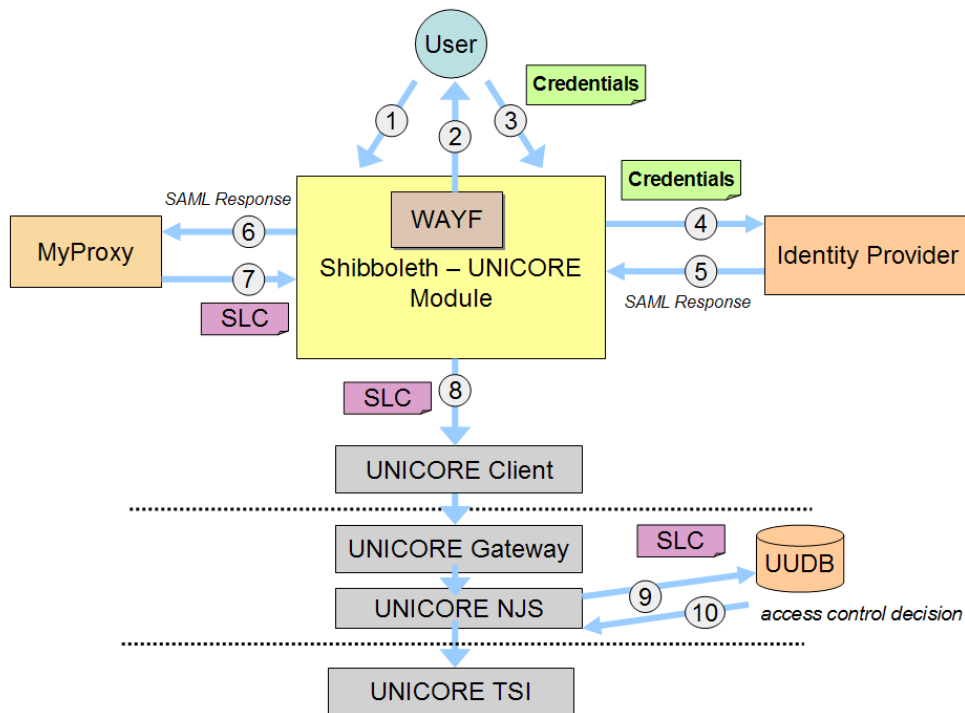 User
Credentials
1
2
3
Credentials
SAML Response
WAYF
6
4
MyProxy
Identity Provider
Shibboleth – UNICORE
Module
7
5
SAML Response
SLC
8
SLC
UNICORE Client
UNICORE Gateway
SLC
UUDB
9
UNICORE NJS
10
access control decision
UNICORE TSI